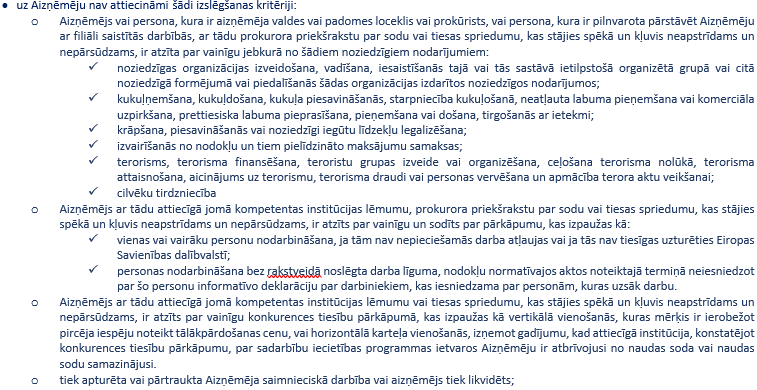 • uz Aizņēmēju nav attiecināmi šādi izslēgšanas kritēriji:
o Aizņēmējs vai persona, kura ir aizņēmēja valdes vai padomes loceklis vai prokūrists, vai persona, kura ir pilnvarota pārstāvēt Aizņēmēju
ar filiāli saistītās darbībās, ar tādu prokurora priekšrakstu par sodu vai tiesas spriedumu, kas stājies spēkā un kļuvis neapstrīdams un
nepārsūdzams, ir atzīta par vainīgu jebkurā no šādiem noziedzīgiem nodarījumiem:
✓ noziedzīgas organizācijas izveidošana, vadīšana, iesaistīšanās tajā vai tās sastāvā ietilpstošā organizētā grupā vai citā
noziedzīgā formējumā vai piedalīšanās šādas organizācijas izdarītos noziedzīgos nodarījumos;
✓ kukuļņemšana, kukuļdošana, kukuļa piesavināšanās, starpniecība kukuļošanā, neatļauta labuma pieņemšana vai komerciāla
uzpirkšana, prettiesiska labuma pieprasīšana, pieņemšana vai došana, tirgošanās ar ietekmi;
✓ krāpšana, piesavināšanās vai noziedzīgi iegūtu līdzekļu legalizēšana;
✓ izvairīšanās no nodokļu un tiem pielīdzināto maksājumu samaksas;
✓ terorisms, terorisma finansēšana, teroristu grupas izveide vai organizēšana, ceļošana terorisma nolūkā, terorisma
attaisnošana, aicinājums uz terorismu, terorisma draudi vai personas vervēšana un apmācīta terora aktu veikšanai;
✓ cilvēku tirdzniecība
o Aizņēmējs ar tādu attiecīgā jomā kompetentas institūcijas lēmumu, prokurora priekšrakstu par sodu vai tiesas spriedumu, kas stājies
spēkā un kļuvis neapstrīdams un nepārsūdzams, ir atzīts par vainīgu un sodīts par pārkāpumu, kas izpaužas kā:
✓ vienas vai vairāku personu nodarbināšana, ja tām nav nepieciešamās darba atļaujas vai ja tās nav tiesīgas uzturēties Eiropas
Savienības dalībvalstī;
✓ personas nodarbināšana bez rakstveidā noslēgta darba līguma, nodokļu normatīvajos aktos noteiktajā termiņā neiesniedzot
par šo personu informatīvo deklarāciju par darbiniekiem, kas iesniedzama par personām, kuras uzsāk darbu.
o Aizņēmējs ar tādu attiecīgā jomā kompetentas institūcijas lēmumu vai tiesas spriedumu, kas stājies spēkā un kļuvis neapstrīdams un
nepārsūdzams, ir atzīts par vainīgu konkurences tiesību pārkāpumā, kas izpaužas kā vertikālā vienošanās, kuras mērķis ir ierobežot
pircēja iespēju noteikt tālākpārdošanas cenu, vai horizontālā karteļa vienošanās, izņemot gadījumu, kad attiecīgā institūcija, konstatējot
konkurences tiesību pārkāpumu, par sadarbību iecietības programmas ietvaros Aizņēmēju ir atbrīvojusi no naudas soda vai naudas
sodu samazinājusi.
o tiek apturēta vai pārtraukta Aizņēmēja saimnieciskā darbība vai aizņēmējs tiek likvidēts;